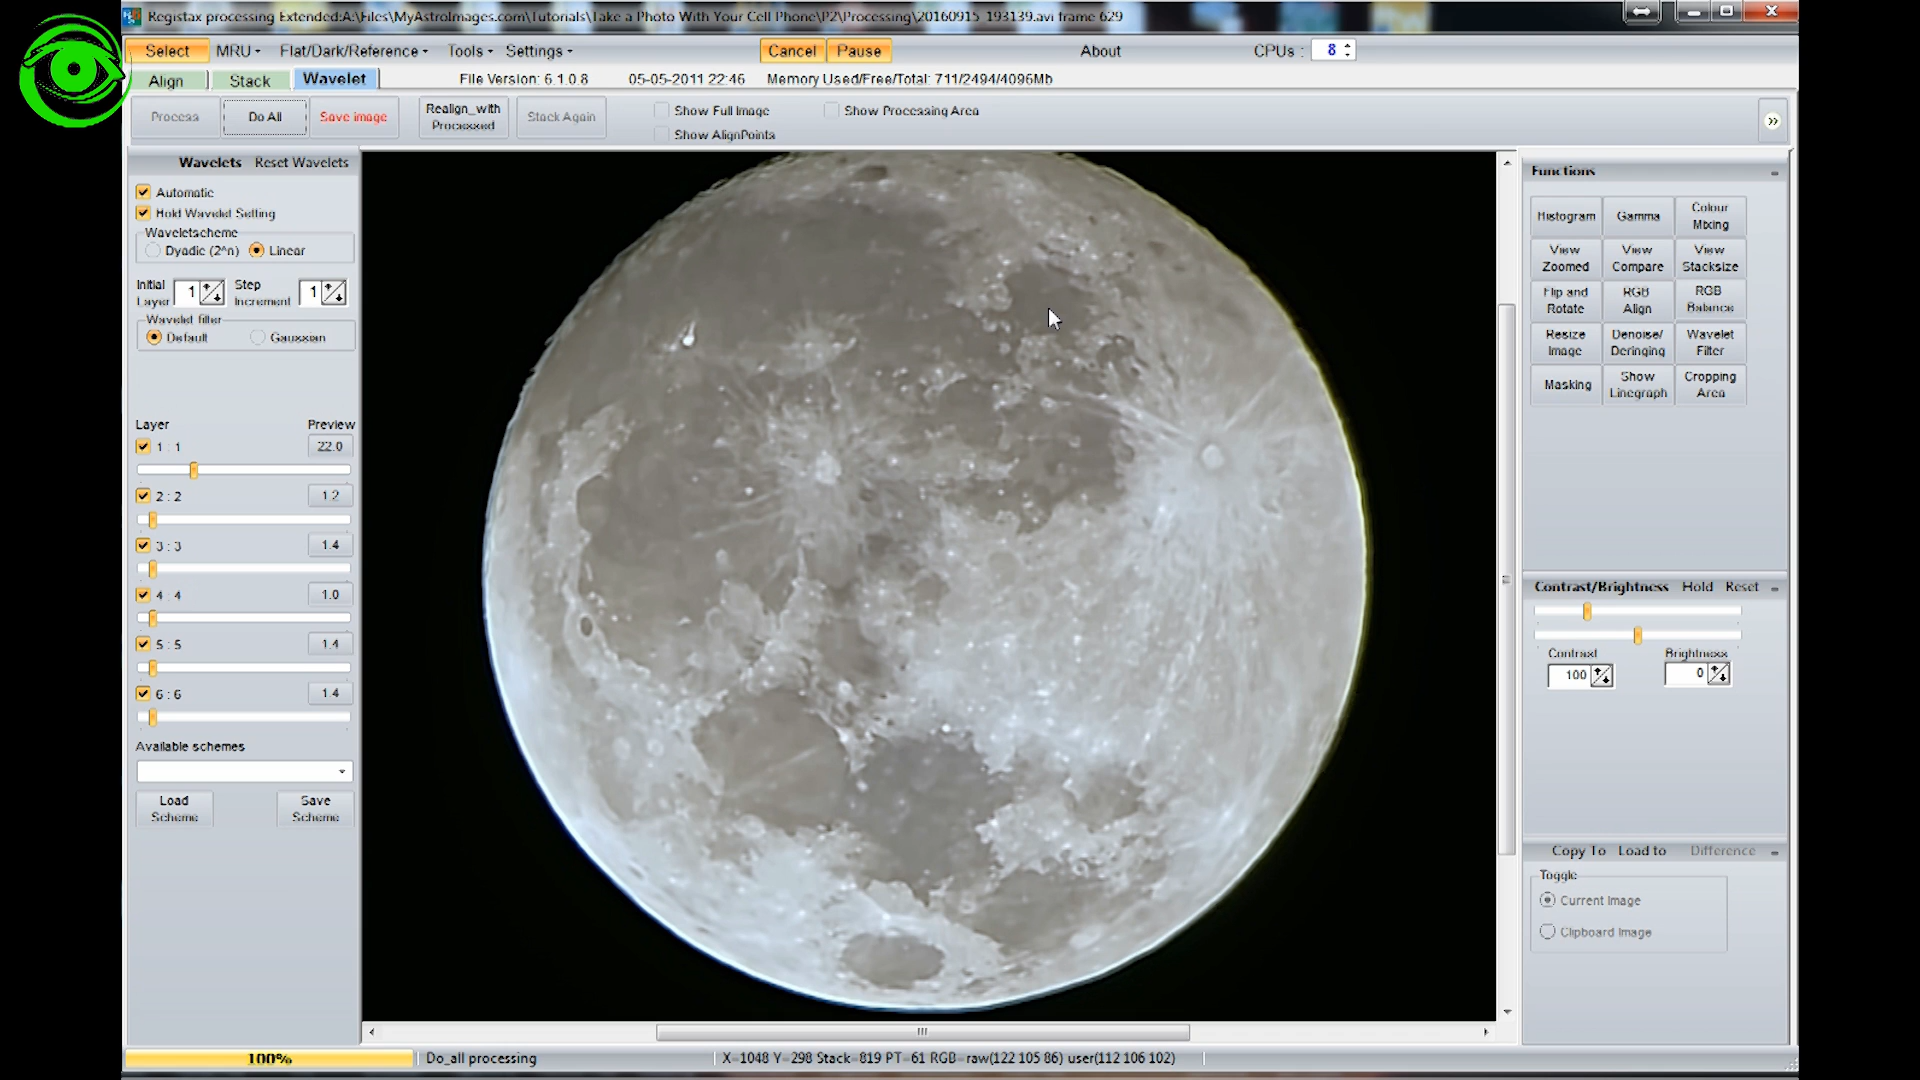 Registax processing Extended:A:\Files\MyAstroImages.com\Tutorials\Take a Photo With Your Cell Phone\P2\Processing\20160915_193139.avi frame 629
Select MRU Flat/Dark/Reference Tools Settings Cancel Pause About CPUs : 8
Align Stack Wavelet File Version: 6.1.0.8 05-05-2011 22:46 Memory Used/Free/Total: 711/2494/4096Mb
Process Do All Save image Realign_with Processed Stack Again Show Full Image Show Processing Area
Show AlignPoints
Wavelets Reset Wavelets
Automatic
Hold Wavelet Setting
Waveletscheme
Dyadic (2^n) Linear
Initial Layer 1 Step Increment 1
Wavelet filter
Default Gaussian
Layer Preview
1 : 1 22.0
2 : 2 1.2
3 : 3 1.4
4 : 4 1.0
5 : 5 1.4
6 : 6 1.4
Available schemes
Load Scheme Save Scheme
Functions
Histogram Gamma Colour Mixing
View Zoomed View Compare View Stacksize
Flip and Rotate RGB Align RGB Balance
Resize Image Denoise/ Deringing Wavelet Filter
Masking Show Linegraph Cropping Area
Contrast/Brightness Hold Reset
Contrast Brightness
100 0
Copy To Load to Difference
Toggle
Current Image
Clipboard Image
100% Do_all processing X=1048 Y=298 Stack=819 PT=61 RGB=raw(122 105 86) user(112 106 102)